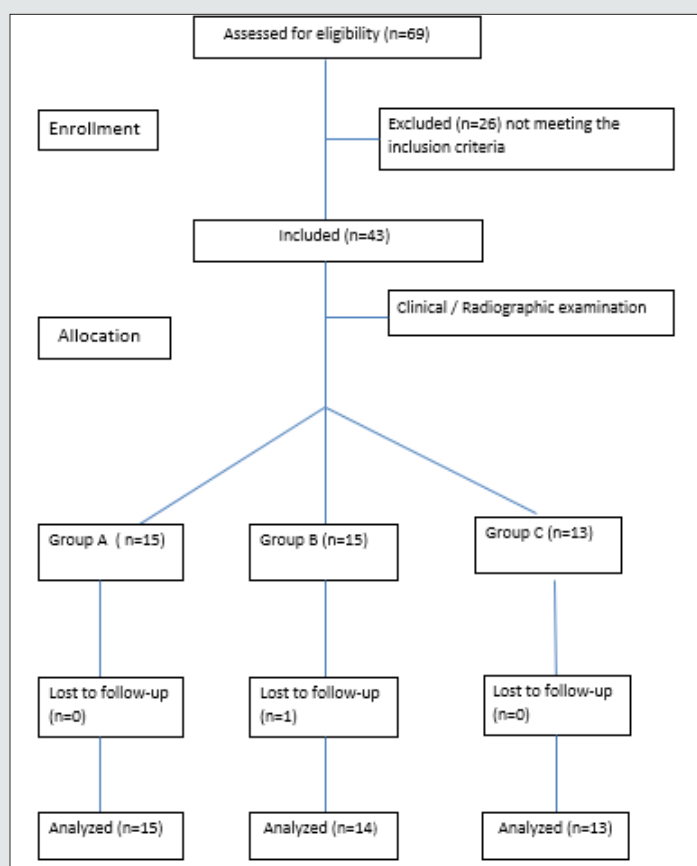 Assessed for eligibility (n=69)
Enrollment
Excluded (n=26) not meeting the
inclusion criteria
Included (n=43)
Clinical / Radiographic examination
Allocation
Group A ( n=15)
Group B (n=15)
Group C (n=13)
Lost to follow-up
(n=0)
Lost to follow-up
(n=1)
Lost to follow-up
(n=0)
Analyzed (n=15)
Analyzed (n=14)
Analyzed (n=13)